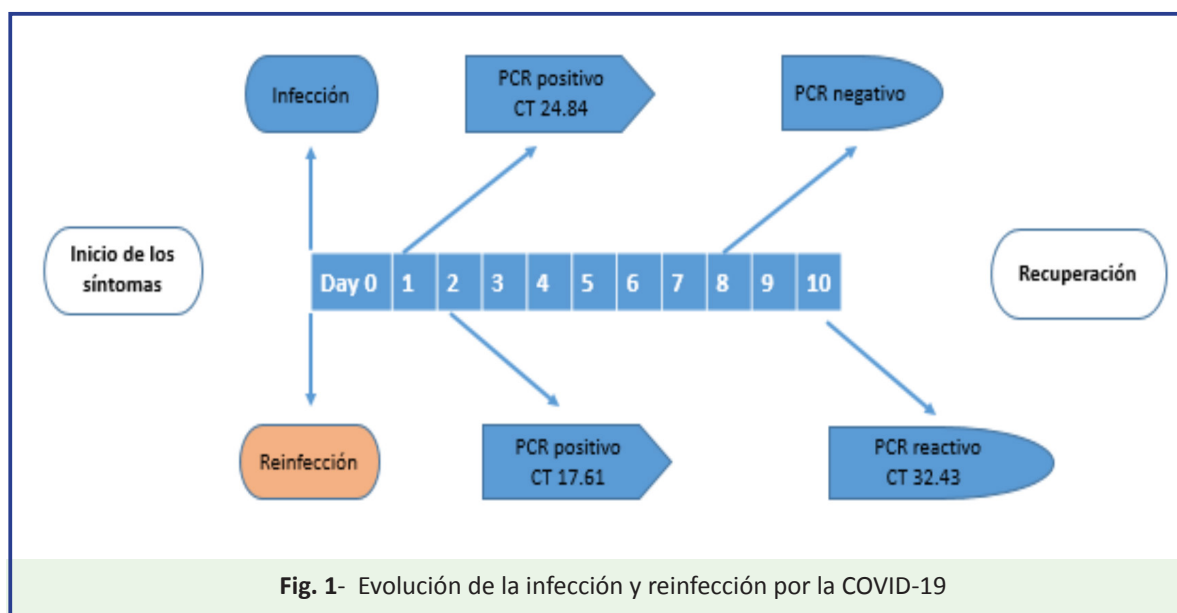 Infección
PCR positivo
CT 24.84
PCR negativo
Inicio de los
síntomas
Day 0 1 2 3 4 5 6 7 8 9 10
Recuperación
Reinfección
PCR positivo
CT 17.61
PCR reactivo
CT 32.43
Fig. 1- Evolución de la infección y reinfección por la COVID-19